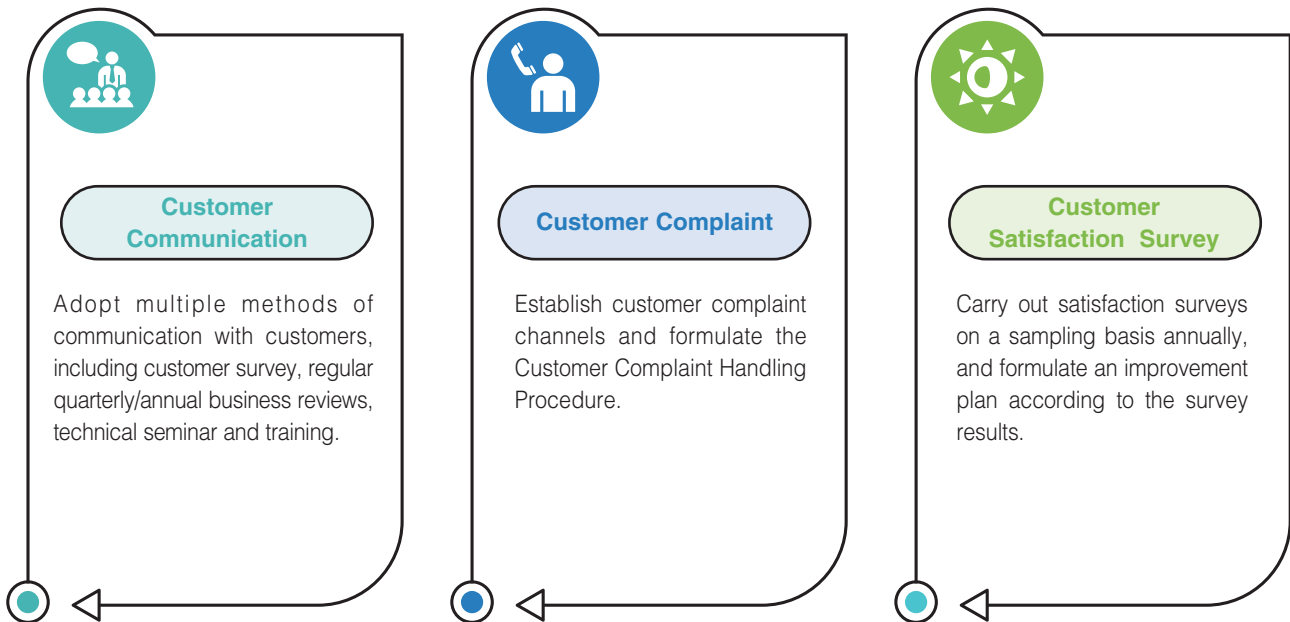 Customer
Communication
Adopt multiple methods of
communication with customers,
including customer survey, regular
quarterly/annual business reviews,
technical seminar and training.
Customer Complaint
Establish customer complaint
channels and formulate the
Customer Complaint Handling
Procedure.
Customer
Satisfaction Survey
Carry out satisfaction surveys
on a sampling basis annually,
and formulate an improvement
plan according to the survey
results.